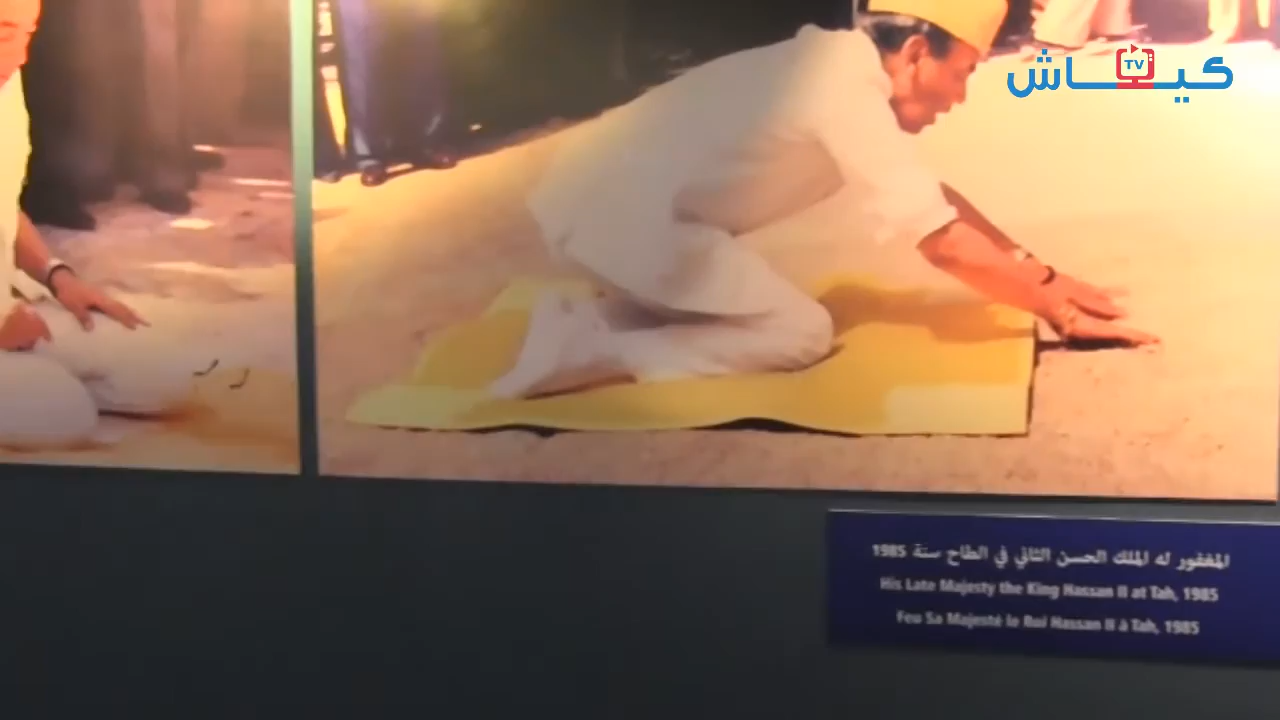 كيـــاش TV
المغفور له الملك الحسن الثاني في الطاح سنة 1985
His Late Majesty the King Hassan II at Tah, 1985
Feu Sa Majesté le Roi Hassan II à Tah, 1985